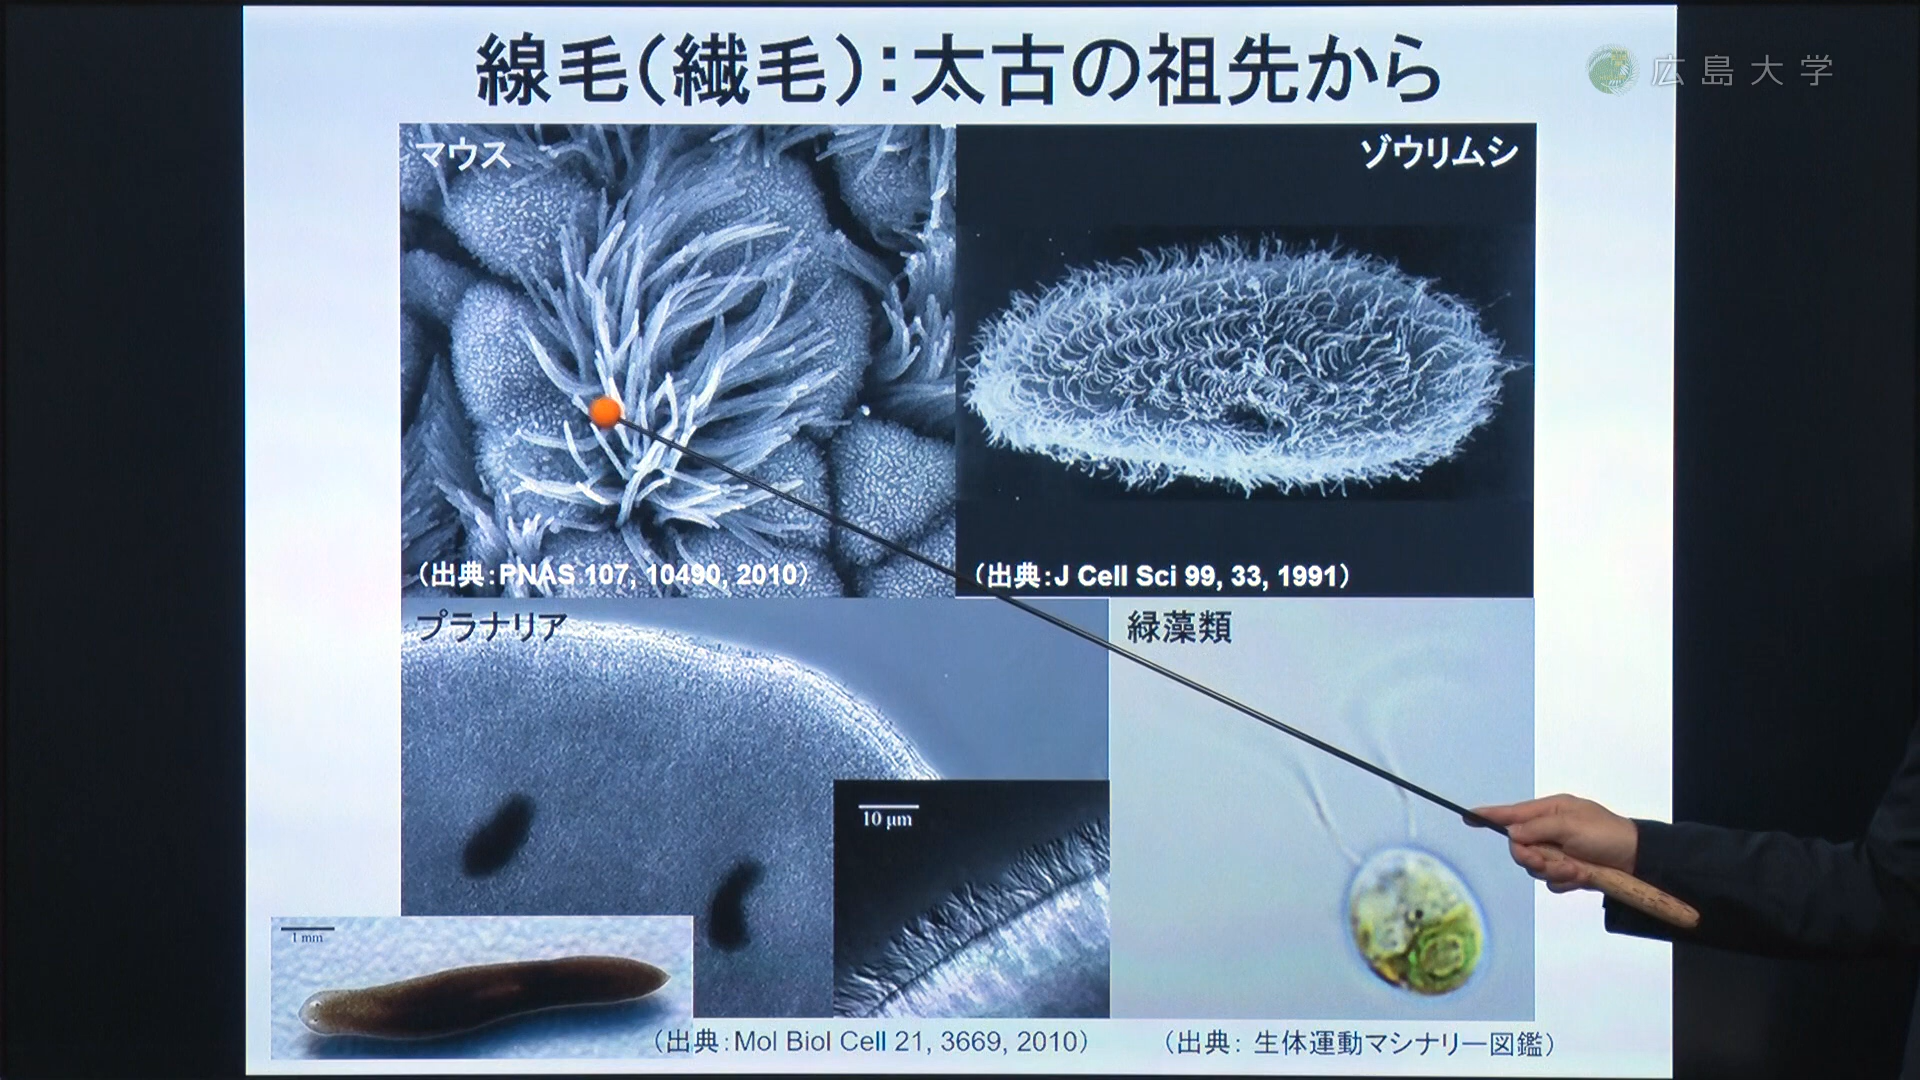 線毛(繊毛):太古の祖先から
広島大学
マウス
ゾウリムシ
(出典:PNAS 107, 10490, 2010)
(出典:J Cell Sci 99, 33, 1991)
プラナリア
緑藻類
10 μm
1 mm
(出典:Mol Biol Cell 21, 3669, 2010)
(出典: 生体運動マシナリー図鑑)